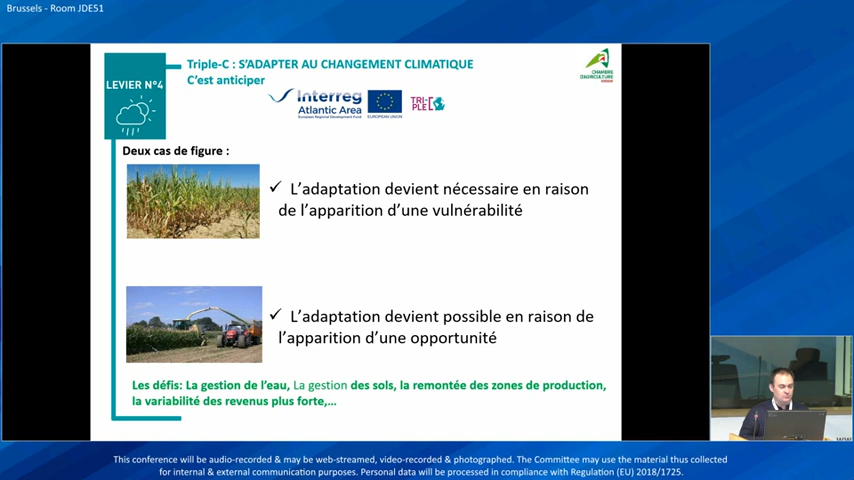 Brussels - Room JDE51
Triple-C : S'ADAPTER AU CHANGEMENT CLIMATIQUE
C'est anticiper
LEVIER N°4
CHAMBRE
D'AGRICULTURE
Interreg
Atlantic Area
European Regional Development Fund
EUROPEAN UNION
TRI-
PLE C
Deux cas de figure :
✓ L'adaptation devient nécessaire en raison
de l'apparition d'une vulnérabilité
✓ L'adaptation devient possible en raison de
l'apparition d'une opportunité
Les défis: La gestion de l'eau, La gestion des sols, la remontée des zones de production,
la variabilité des revenus plus forte,...
This conference will be audio-recorded & may be web-streamed, video-recorded & photographed. The Committee may use the material thus collected
for internal & external communication purposes. Personal data will be processed in compliance with Regulation (EU) 2018/1725.